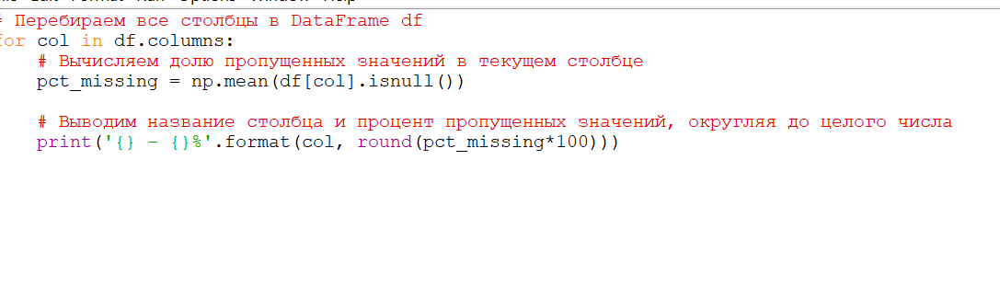 # Перебираем все столбцы в DataFrame df
for col in df.columns:
    # Вычисляем долю пропущенных значений в текущем столбце
    pct_missing = np.mean(df[col].isnull())
    # Выводим название столбца и процент пропущенных значений, округляя до целого числа
    print('{} - {}%'.format(col, round(pct_missing*100)))